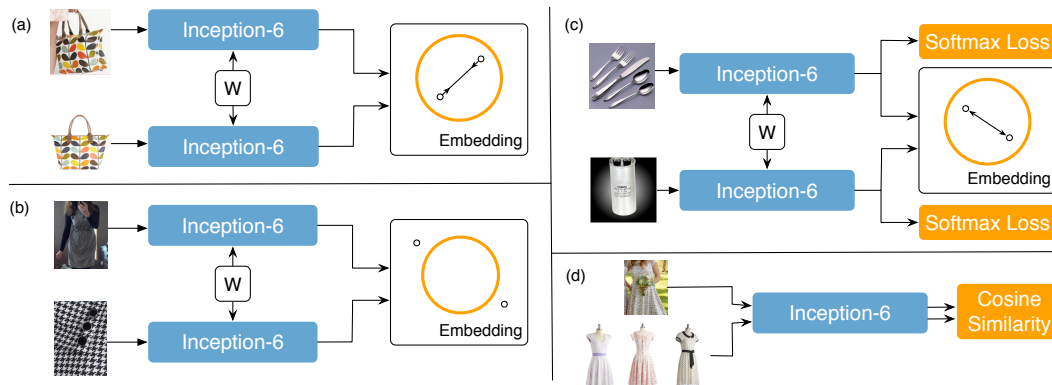 (a)
Inception-6
W
Inception-6
Embedding
(b)
Inception-6
W
Inception-6
Embedding
(c)
Inception-6
W
Inception-6
Softmax Loss
Embedding
Softmax Loss
(d)
Inception-6
Cosine
Similarity